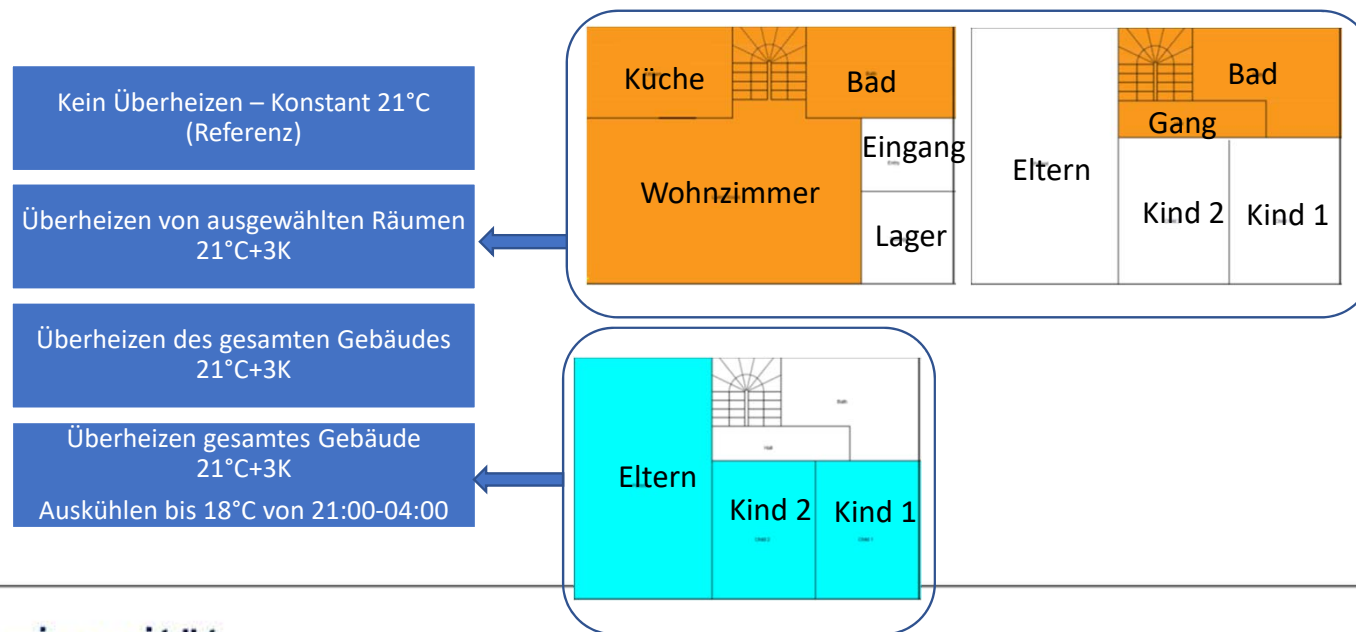 Kein Überheizen – Konstant 21°C
(Referenz)
Überheizen von ausgewählten Räumen
21°C+3K
Überheizen des gesamten Gebäudes
21°C+3K
Überheizen gesamtes Gebäude
21°C+3K
Auskühlen bis 18°C von 21:00-04:00
Küche
Bad
Eingang
Wohnzimmer
Lager
Bad
Gang
Eltern
Kind 2
Kind 1
Eltern
Kind 2
Kind 1